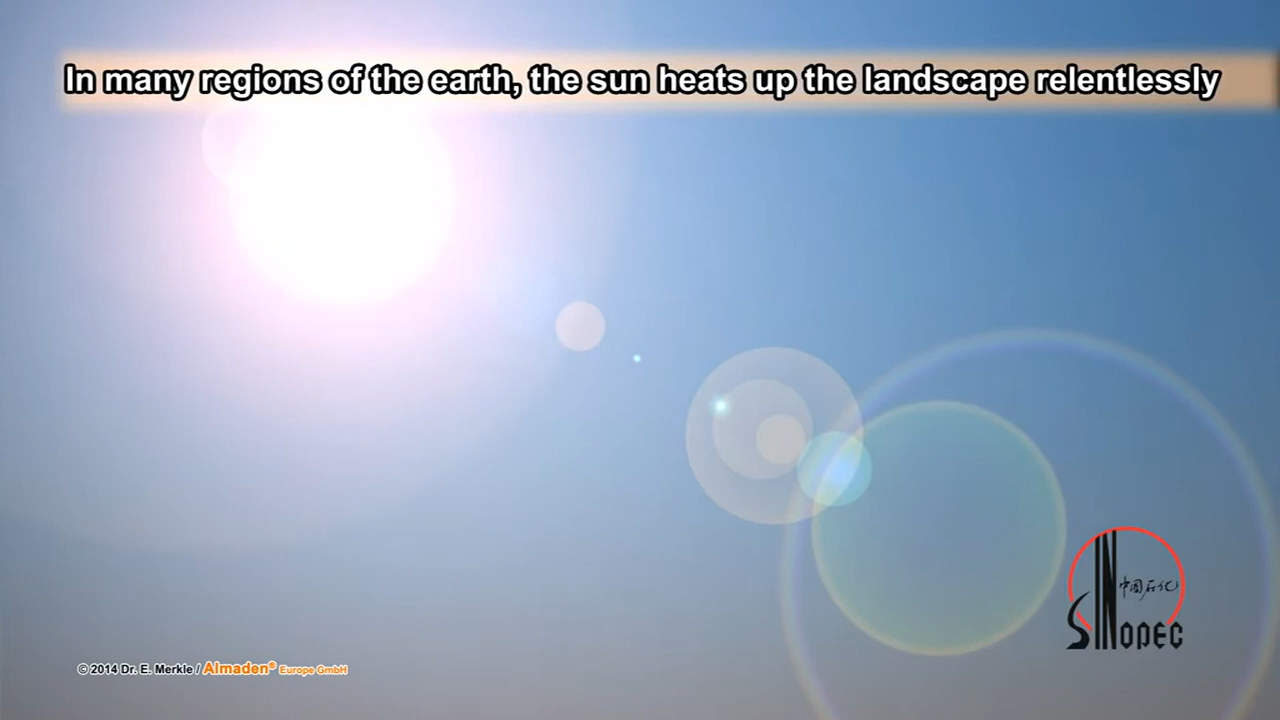 In many regions of the earth, the sun heats up the landscape relentlessly
中国石化
SINOPEC
© 2014 Dr. E. Merkle / Almaden® Europe GmbH